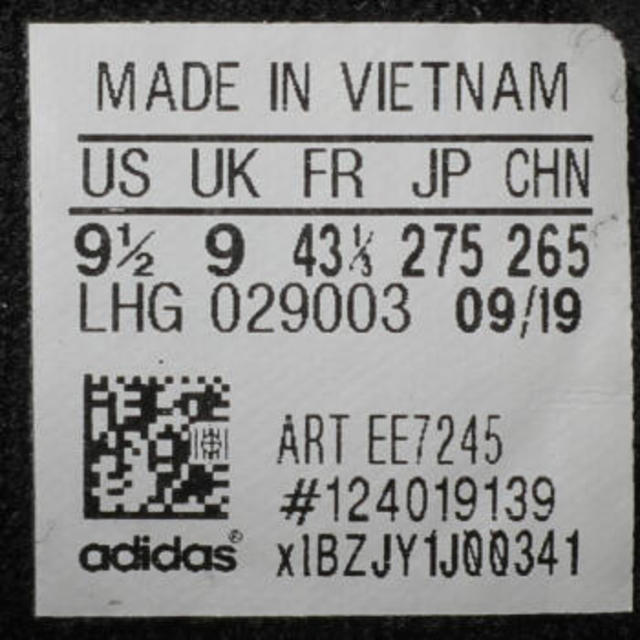 MADE IN VIETNAM
US UK FR JP CHN
9½ 9 43⅓ 275 265
LHG 029003 09/19
ART EE7245
#124019139
adidas® x1BZJY1J00341